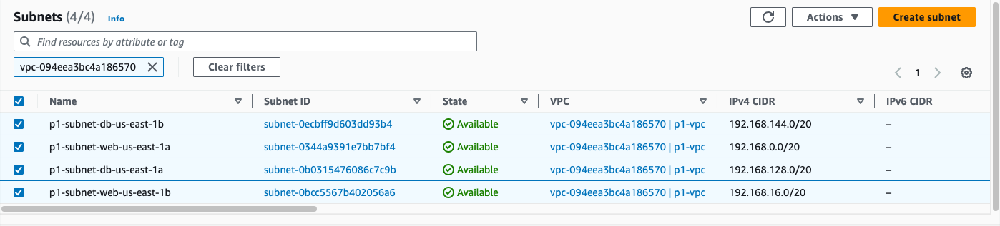 Subnets (4/4) Info
Actions Create subnet
Find resources by attribute or tag
vpc-094eea3bc4a186570 Clear filters
1
Name Subnet ID State VPC IPv4 CIDR IPv6 CIDR
p1-subnet-db-us-east-1b subnet-0ecbff9d603dd93b4 Available vpc-094eea3bc4a186570 | p1-vpc 192.168.144.0/20 –
p1-subnet-web-us-east-1a subnet-0344a9391e7bb7bf4 Available vpc-094eea3bc4a186570 | p1-vpc 192.168.0.0/20 –
p1-subnet-db-us-east-1a subnet-0b0315476086c7c9b Available vpc-094eea3bc4a186570 | p1-vpc 192.168.128.0/20 –
p1-subnet-web-us-east-1b subnet-0bcc5567b402056a6 Available vpc-094eea3bc4a186570 | p1-vpc 192.168.16.0/20 –